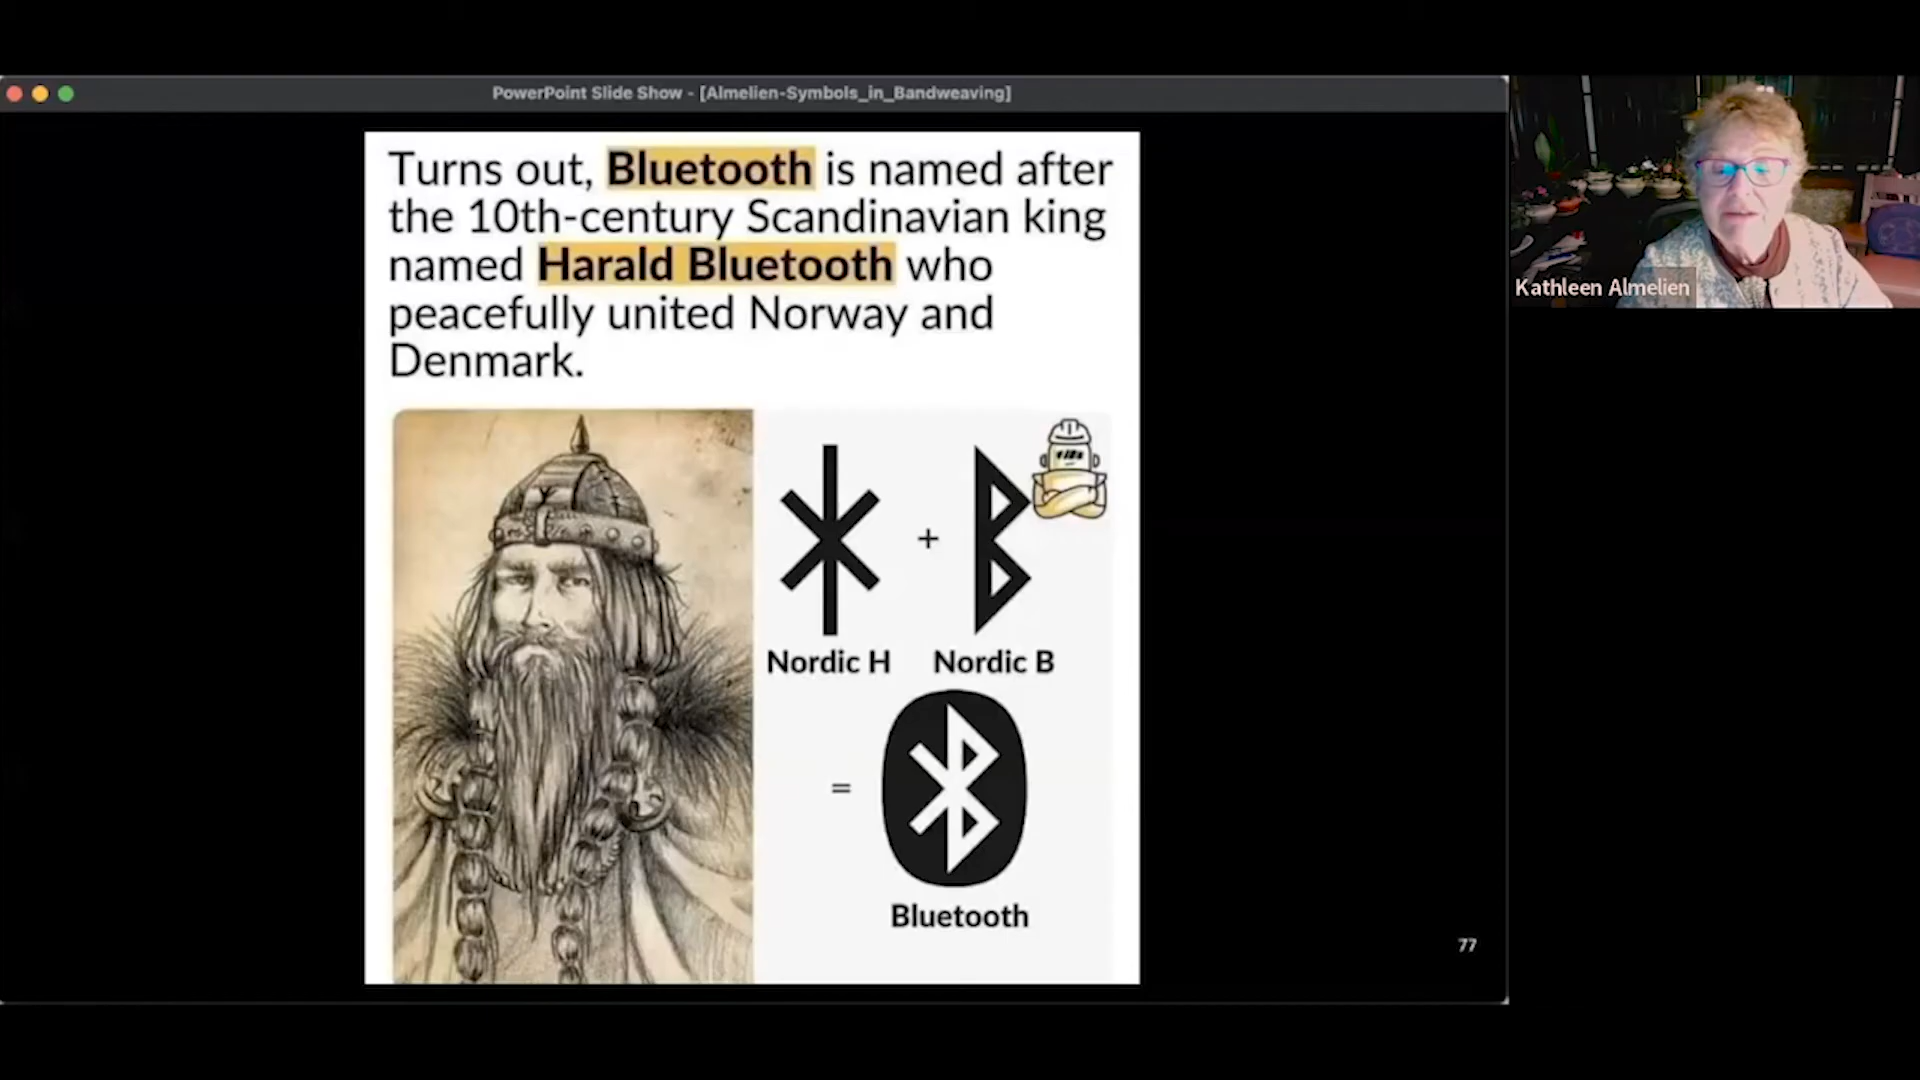 PowerPoint Slide Show - [Almelien-Symbols_in_Bandweaving]
Turns out, Bluetooth is named after
the 10th-century Scandinavian king
named Harald Bluetooth who
peacefully united Norway and
Denmark.
+
Nordic H
Nordic B
=
Bluetooth
77
Kathleen Almelien